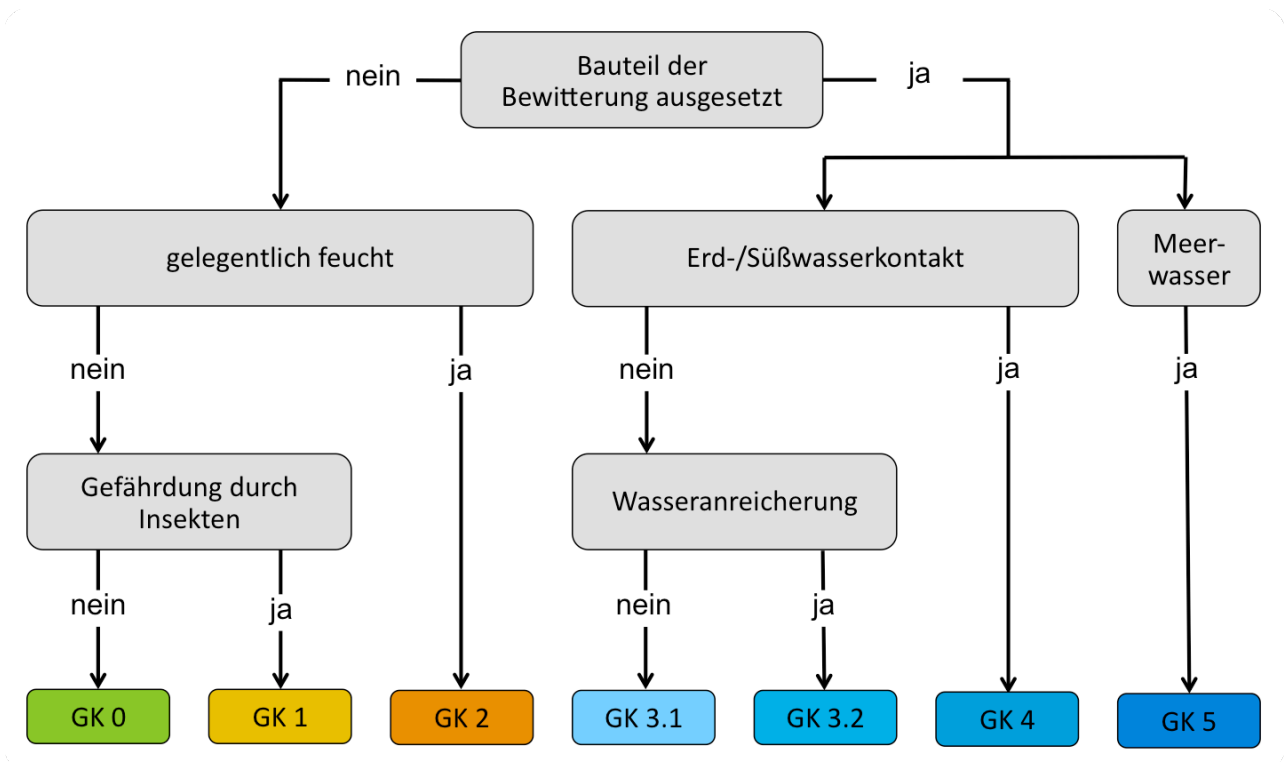 Bauteil der
Bewitterung ausgesetzt
nein
ja
gelegentlich feucht
Erd-/Süßwasserkontakt
Meer-
wasser
nein
ja
nein
ja
ja
Gefährdung durch
Insekten
Wasseranreicherung
nein
ja
nein
ja
GK 0
GK 1
GK 2
GK 3.1
GK 3.2
GK 4
GK 5